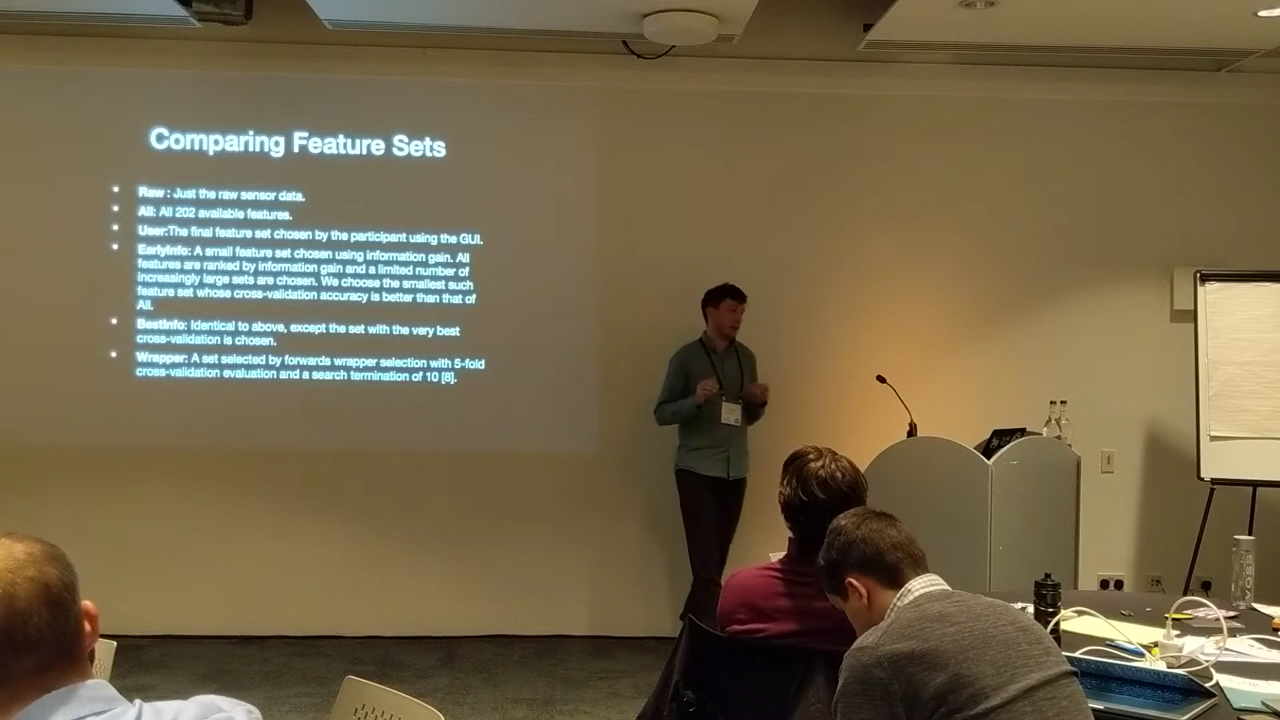 Comparing Feature Sets
Raw : Just the raw sensor data.
All: All 202 available features.
User:The final feature set chosen by the participant using the GUI.
EarlyInfo: A small feature set chosen using information gain. All
features are ranked by information gain and a limited number of
increasingly large sets are chosen. We choose the smallest such
feature set whose cross-validation accuracy is better than that of
All.
BestInfo: Identical to above, except the set with the very best
cross-validation is chosen.
Wrapper: A set selected by forwards wrapper selection with 5-fold
cross-validation evaluation and a search termination of 10 [8].